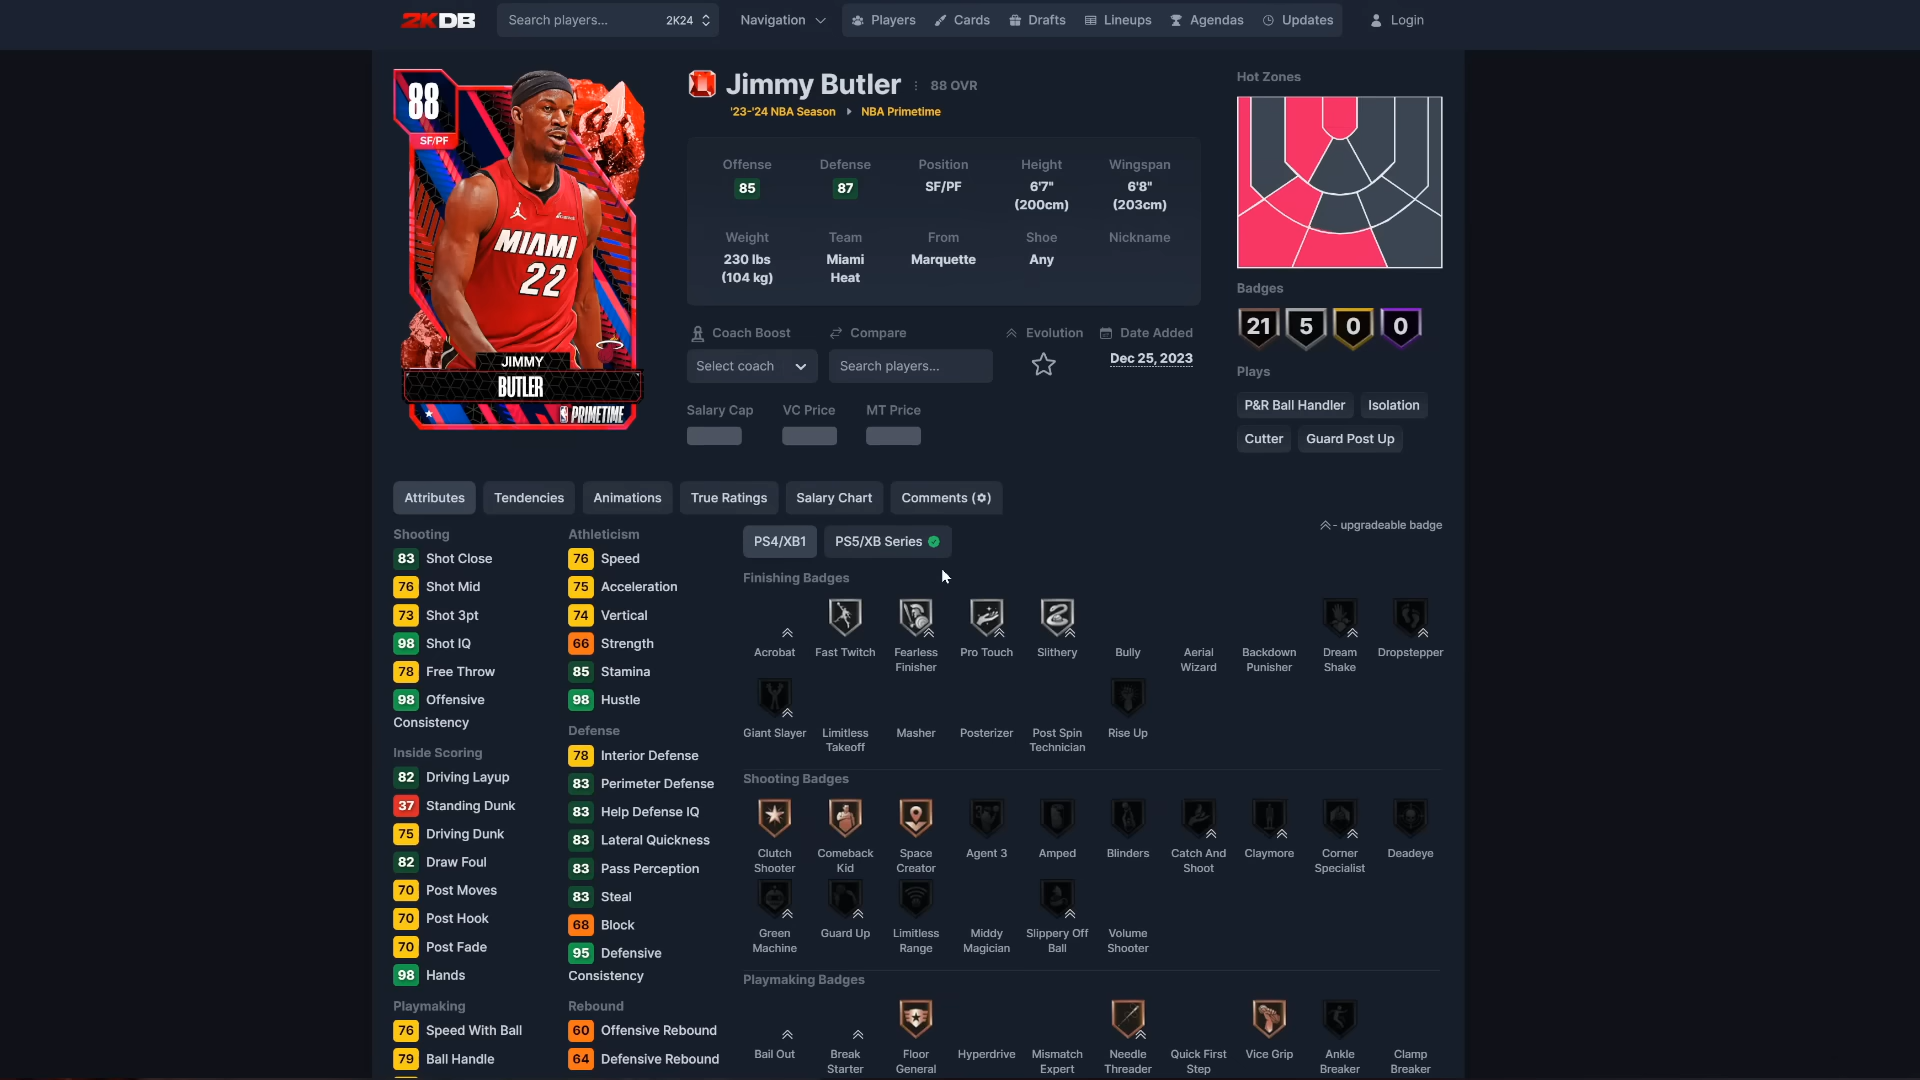 2KDB
Search players...
2K24
Navigation
Players
Cards
Drafts
Lineups
Agendas
Updates
Login
88
SF/PF
MIAMI
22
JIMMY
BUTLER
PRIMETIME
Jimmy Butler
88 OVR
'23-'24 NBA Season
NBA Primetime
Offense
Defense
Position
Height
Wingspan
85
87
SF/PF
6'7"
(200cm)
6'8"
(203cm)
Weight
Team
From
Shoe
Nickname
230 lbs
(104 kg)
Miami
Heat
Marquette
Any
Coach Boost
Compare
Evolution
Date Added
Select coach
Search players...
Dec 25, 2023
Salary Cap
VC Price
MT Price
Hot Zones
Badges
21
5
0
0
Plays
P&R Ball Handler
Isolation
Cutter
Guard Post Up
Attributes
Tendencies
Animations
True Ratings
Salary Chart
Comments ( )
- upgradeable badge
Shooting
83 Shot Close
76 Shot Mid
73 Shot 3pt
98 Shot IQ
78 Free Throw
98 Offensive
Consistency
Inside Scoring
82 Driving Layup
37 Standing Dunk
75 Driving Dunk
82 Draw Foul
70 Post Moves
70 Post Hook
70 Post Fade
98 Hands
Playmaking
76 Speed With Ball
79 Ball Handle
Athleticism
76 Speed
75 Acceleration
74 Vertical
66 Strength
85 Stamina
98 Hustle
Defense
78 Interior Defense
83 Perimeter Defense
83 Help Defense IQ
83 Lateral Quickness
83 Pass Perception
83 Steal
68 Block
95 Defensive
Consistency
Rebound
60 Offensive Rebound
64 Defensive Rebound
PS4/XB1
PS5/XB Series
Finishing Badges
Acrobat
Fast Twitch
Fearless
Finisher
Pro Touch
Slithery
Bully
Aerial
Wizard
Backdown
Punisher
Dream
Shake
Dropstepper
Giant Slayer
Limitless
Takeoff
Masher
Posterizer
Post Spin
Technician
Rise Up
Shooting Badges
Clutch
Shooter
Comeback
Kid
Space
Creator
Agent 3
Amped
Blinders
Catch And
Shoot
Claymore
Corner
Specialist
Deadeye
Green
Machine
Guard Up
Limitless
Range
Middy
Magician
Slippery Off
Ball
Volume
Shooter
Playmaking Badges
Bail Out
Break
Starter
Floor
General
Hyperdrive
Mismatch
Expert
Needle
Threader
Quick First
Step
Vice Grip
Ankle
Breaker
Clamp
Breaker